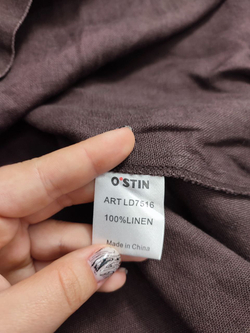 O'STIN
ART LD7516
100%LINEN
Made in China